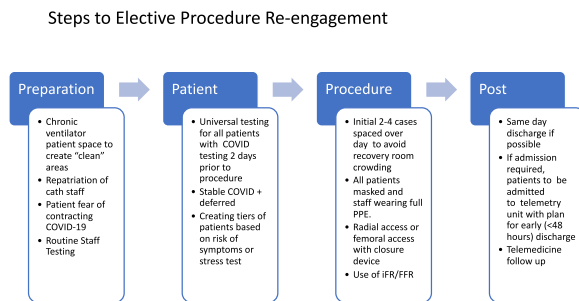 Steps to Elective Procedure Re-engagement
Preparation
• Chronic
ventilator
patient space to
create “clean”
areas
• Repatriation of
cath staff
• Patient fear of
contracting
COVID-19
• Routine Staff
Testing
Patient
• Universal testing
for all patients
with COVID
testing 2 days
prior to
procedure
• Stable COVID +
deferred
• Creating tiers of
patients based
on risk of
symptoms or
stress test
Procedure
• Initial 2-4 cases
spaced over
day to avoid
recovery room
crowding
• All patients
masked and
staff wearing full
PPE.
• Radial access or
femoral access
with closure
device
• Use of iFR/FFR
Post
• Same day
discharge if
possible
• If admission
required,
patients to be
admitted
to telemetry
unit with plan
for early (<48
hours) discharge
• Telemedicine
follow up